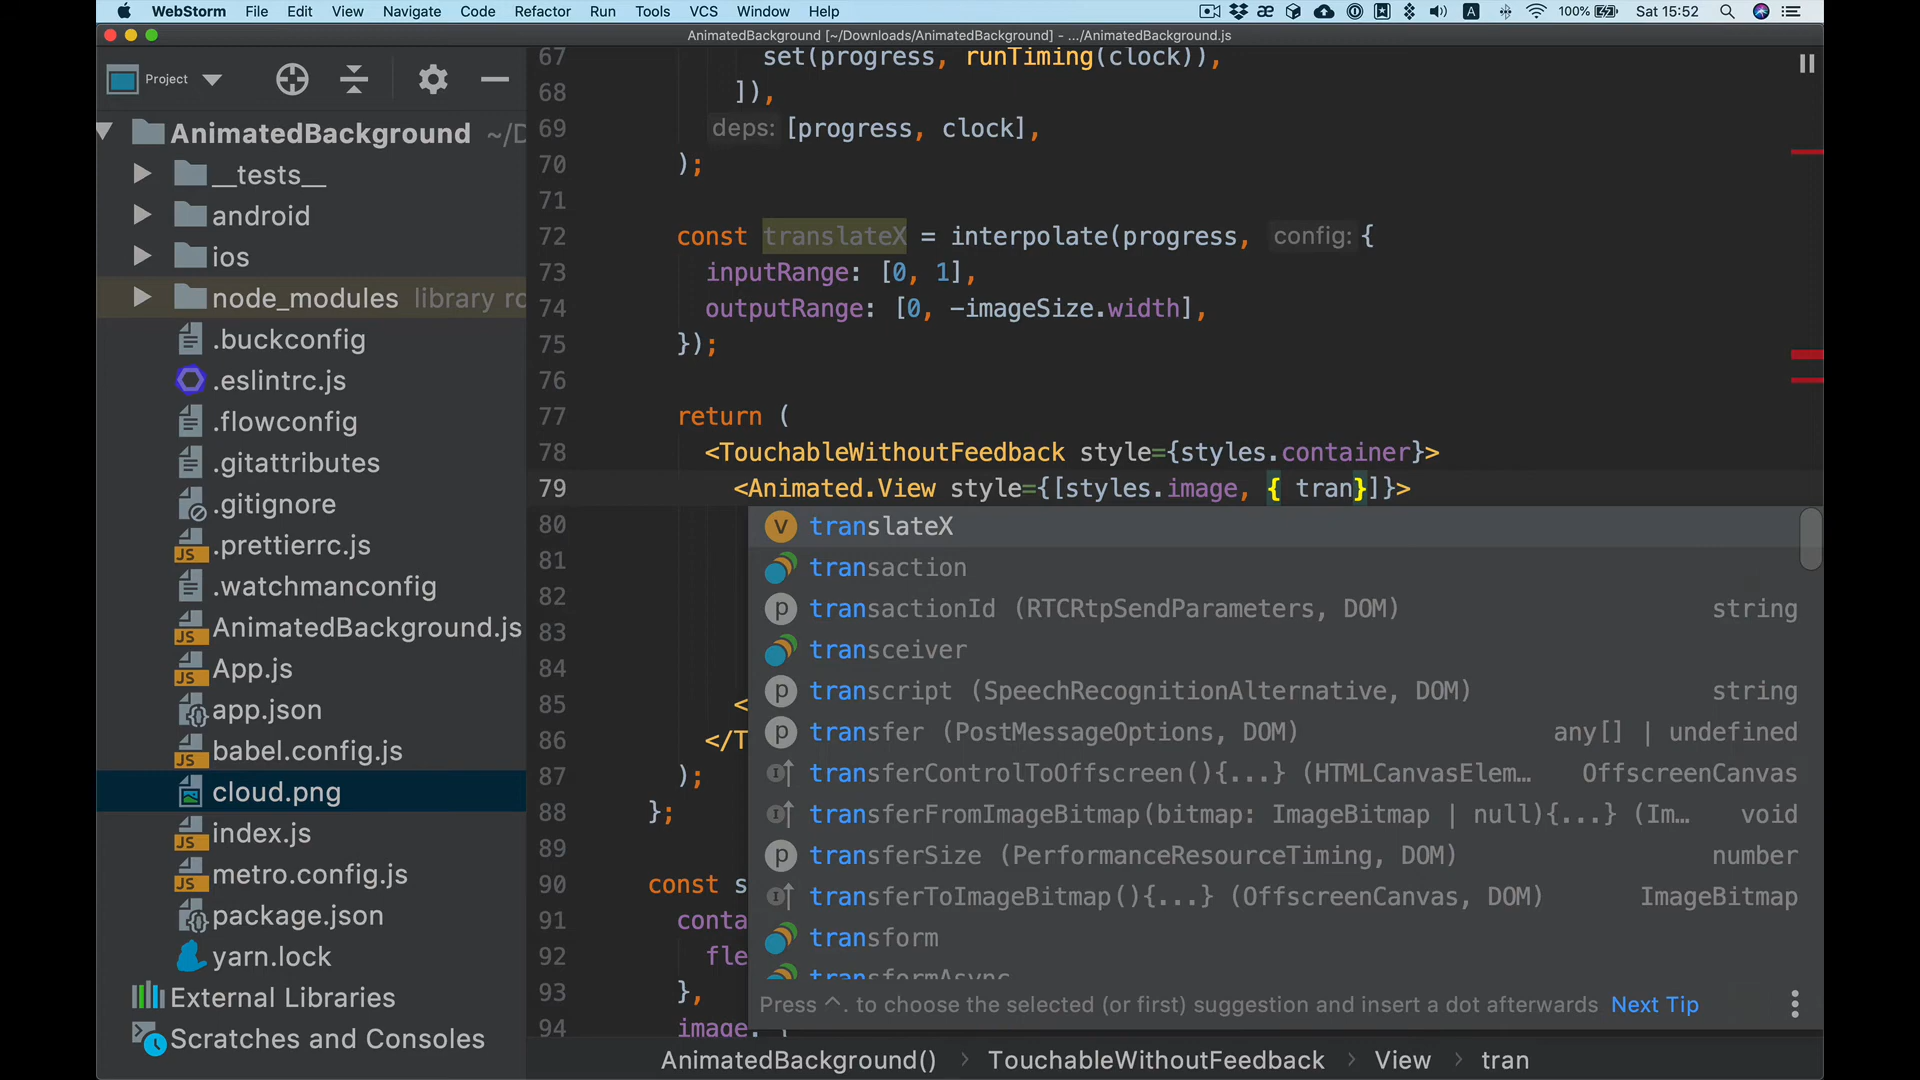 WebStorm File Edit View Navigate Code Refactor Run Tools VCS Window Help 100% Sat 15:52
AnimatedBackground [~/Downloads/AnimatedBackground] - .../AnimatedBackground.js
Project
AnimatedBackground ~/D
__tests__
android
ios
node_modules library ro
.buckconfig
.eslintrc.js
.flowconfig
.gitattributes
.gitignore
.prettierrc.js
.watchmanconfig
AnimatedBackground.js
App.js
app.json
babel.config.js
cloud.png
index.js
metro.config.js
package.json
yarn.lock
External Libraries
Scratches and Consoles
67 set(progress, runTiming(clock)),
68 ]),
69 deps: [progress, clock],
70 );
71
72 const translateX = interpolate(progress, config: {
73 inputRange: [0, 1],
74 outputRange: [0, -imageSize.width],
75 });
76
77 return (
78 <TouchableWithoutFeedback style={styles.container}>
79 <Animated.View style={[styles.image, { tran}]}>
80
81
82
83
84
85 <
86 </T
87 );
88 };
89
90 const s
91 conta
92 fle
93 },
94 image: {
translateX
transaction
transactionId (RTCRtpSendParameters, DOM) string
transceiver
transcript (SpeechRecognitionAlternative, DOM) string
transfer (PostMessageOptions, DOM) any[] | undefined
transferControlToOffscreen(){...} (HTMLCanvasElem… OffscreenCanvas
transferFromImageBitmap(bitmap: ImageBitmap | null){...} (Im… void
transferSize (PerformanceResourceTiming, DOM) number
transferToImageBitmap(){...} (OffscreenCanvas, DOM) ImageBitmap
transform
transformAsync
Press ^. to choose the selected (or first) suggestion and insert a dot afterwards Next Tip
AnimatedBackground() › TouchableWithoutFeedback › View › tran